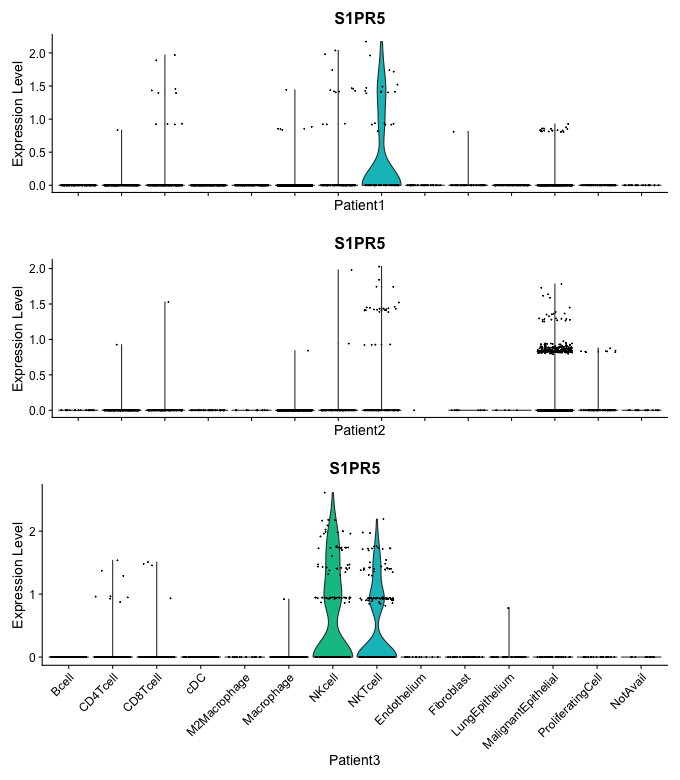 S1PR5
Expression Level
2.0
1.5
1.0
0.5
0.0
Patient1
S1PR5
Expression Level
2.0
1.5
1.0
0.5
0.0
Patient2
S1PR5
Expression Level
2
1
0
Bcell
CD4Tcell
CD8Tcell
cDC
M2Macrophage
Macrophage
NKcell
NKTcell
Endothelium
Fibroblast
LungEpithelium
MalignantEpithelial
ProliferatingCell
NotAvail
Patient3